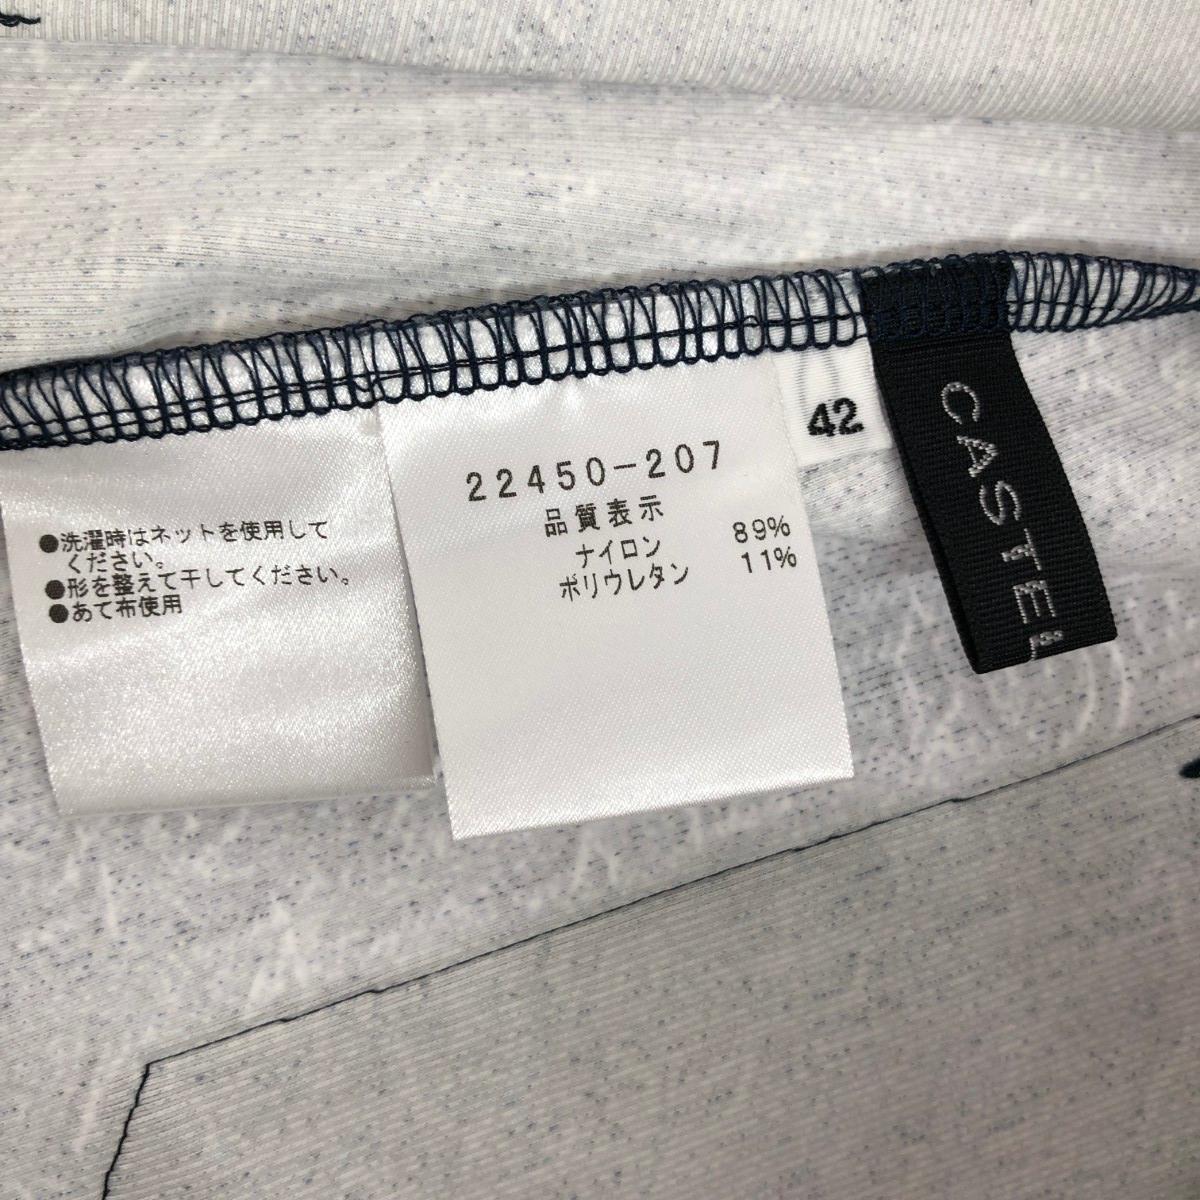 ●洗濯時はネットを使用して
ください。
●形を整えて干してください。
●あて布使用
22450-207
品質表示
ナイロン 89%
ポリウレタン 11%
42
CASTEL